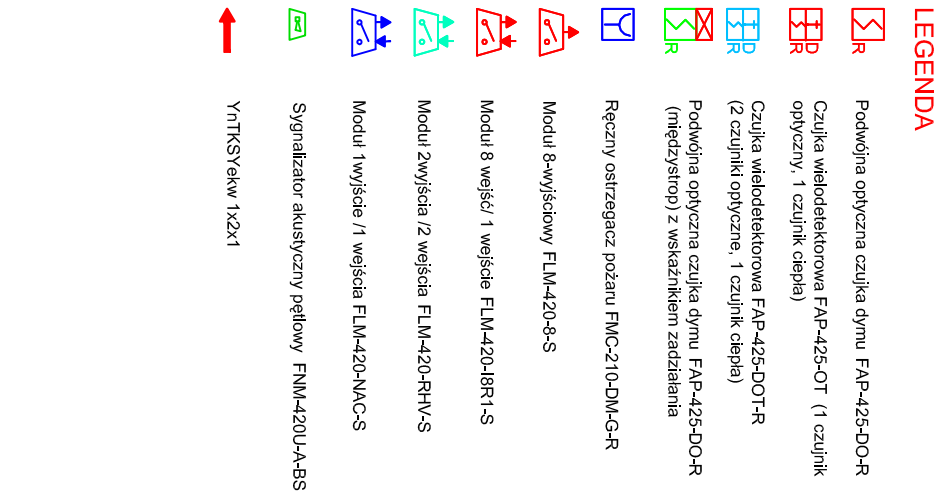 LEGENDA
R
Podwójna optyczna czujka dymu FAP-425-DO-R
D
R
Czujka wielodetektorowa FAP-425-OT (1 czujnik
optyczny, 1 czujnik ciepła)
D
R
Czujka wielodetektorowa FAP-425-DOT-R
(2 czujniki optyczne, 1 czujnik ciepła)
R
Podwójna optyczna czujka dymu FAP-425-DO-R
(międzystrop) z wskaźnikiem zadziałania
Ręczny ostrzegacz pożaru FMC-210-DM-G-R
Moduł 8-wyjściowy FLM-420-8-S
Moduł 8 wejść/ 1 wejście FLM-420-I8R1-S
Moduł 2wyjścia /2 wejścia FLM-420-RHV-S
Moduł 1wyjście /1 wejścia FLM-420-NAC-S
Sygnalizator akustyczny pętlowy FNM-420U-A-BS
YnTKSYekw 1x2x1